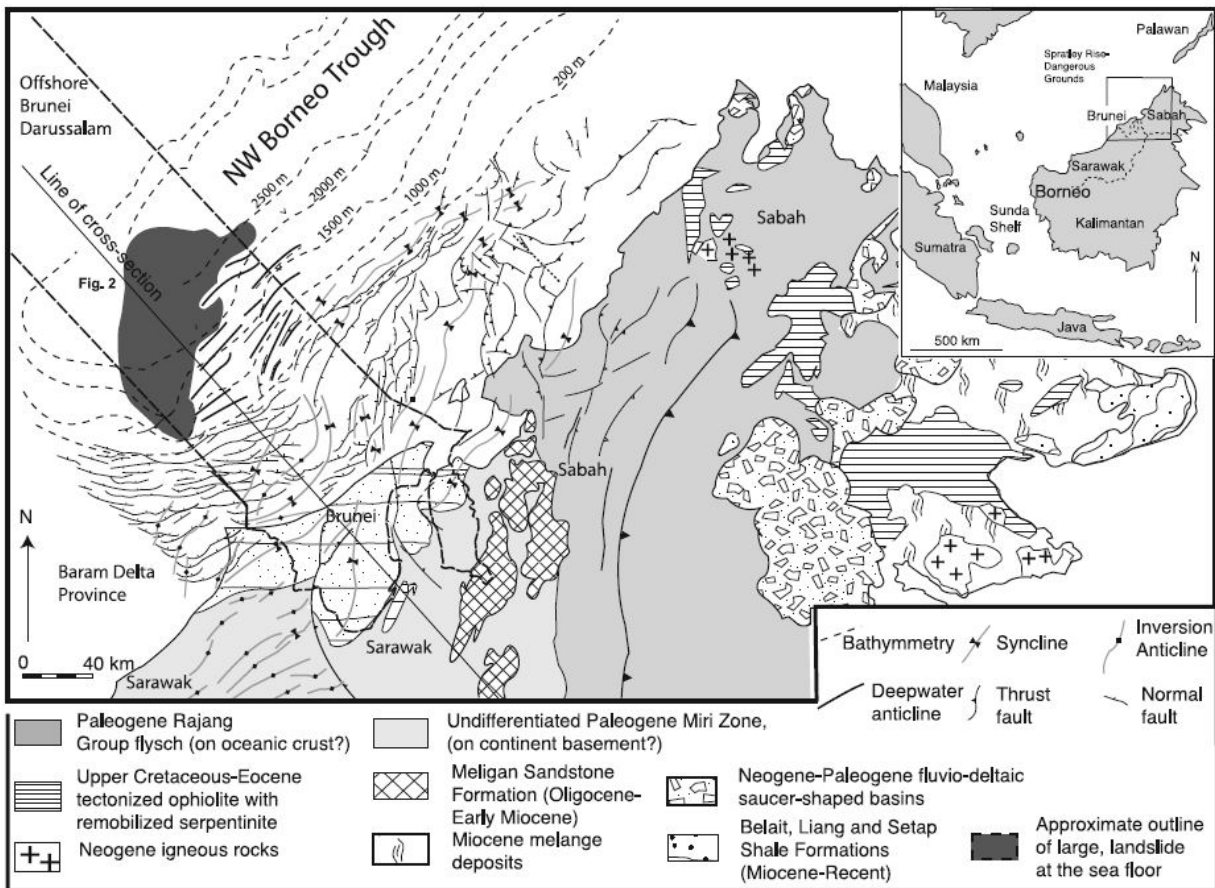 Offshore
Brunei
Darussalam
NW Borneo Trough
200 m
1000 m
1500 m
2000 m
2500 m
Line of cross-section
Fig. 2
Sabah
Sabah
Brunei
Baram Delta
Province
Sarawak
Sarawak
N
0 40 km
Palawan
Spratley Rise-
Dangerous
Grounds
Malaysia
Brunei
Sabah
Sarawak
Borneo
Kalimantan
Sunda
Shelf
Sumatra
Java
N
500 km
Bathymmetry
Syncline
Inversion
Anticline
Deepwater
anticline
Thrust
fault
Normal
fault
Paleogene Rajang
Group flysch (on oceanic crust?)
Undifferentiated Paleogene Miri Zone,
(on continent basement?)
Upper Cretaceous-Eocene
tectonized ophiolite with
remobilized serpentinite
Meligan Sandstone
Formation (Oligocene-
Early Miocene)
Neogene-Paleogene fluvio-deltaic
saucer-shaped basins
Neogene igneous rocks
Miocene melange
deposits
Belait, Liang and Setap
Shale Formations
(Miocene-Recent)
Approximate outline
of large, landslide
at the sea floor